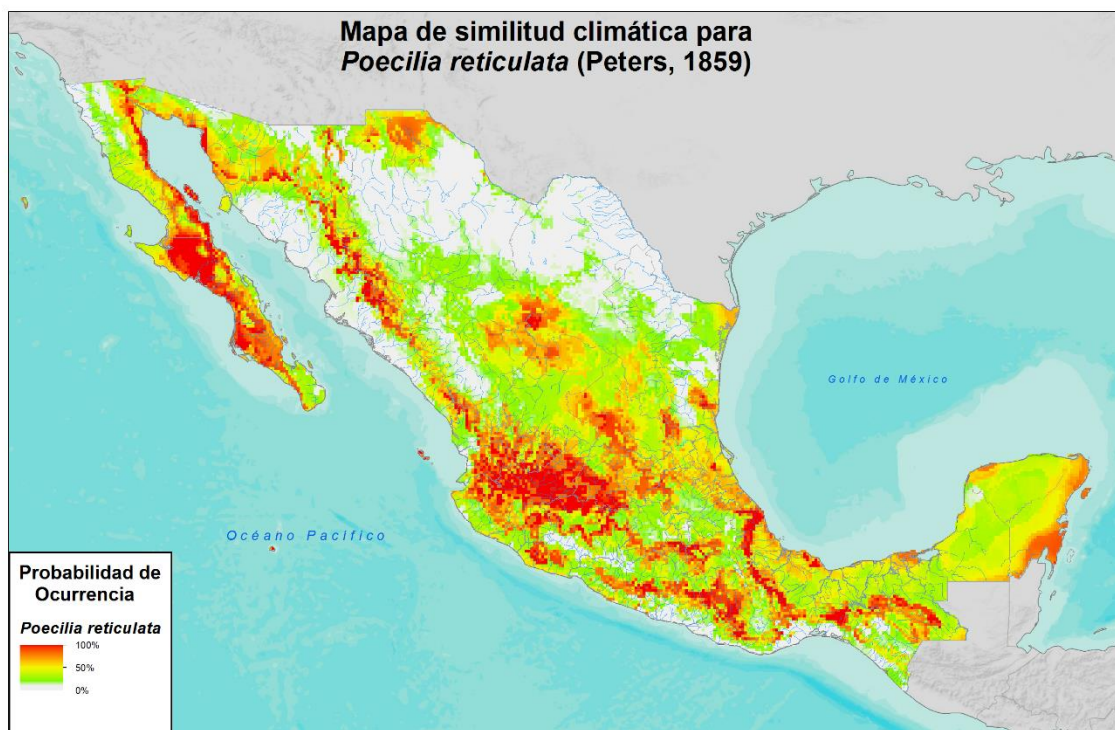 Mapa de similitud climática para
Poecilia reticulata (Peters, 1859)
Golfo de México
Océano Pacífico
Probabilidad de
Ocurrencia
Poecilia reticulata
100%
50%
0%